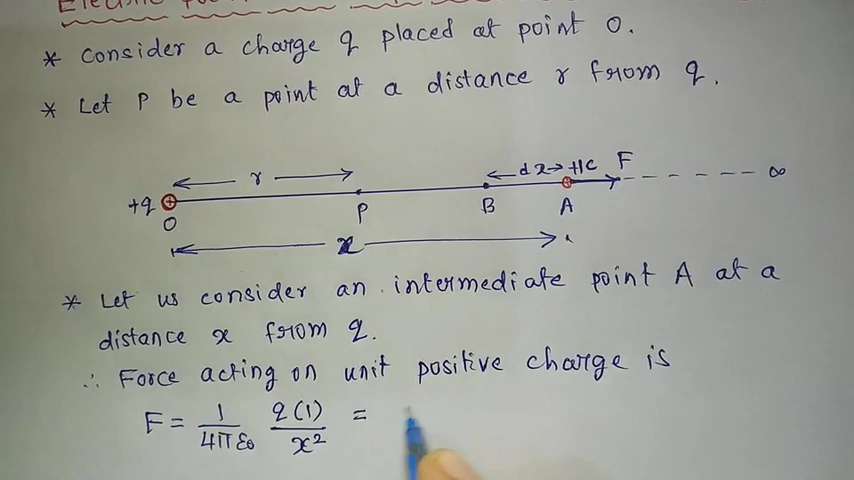 * Consider a charge q placed at point O.
* Let P be a point at a distance r from q.
r dx +1C F
+q O P B A ∞
x
* Let us consider an intermediate point A at a
distance x from q.
∴ Force acting on unit positive charge is
F = 1/4πε₀ q(1)/x² =